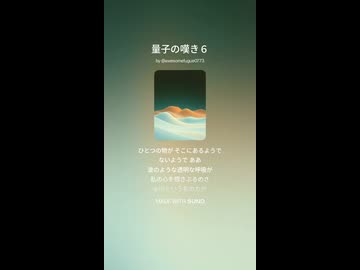 量子の嘆き６
by @awesomefugue0773
ひとつの物が そこにあるようで
ないようで ああ
波のような透明な呼吸が
私の心を揺さぶるのさ
MADE WITH SUNO